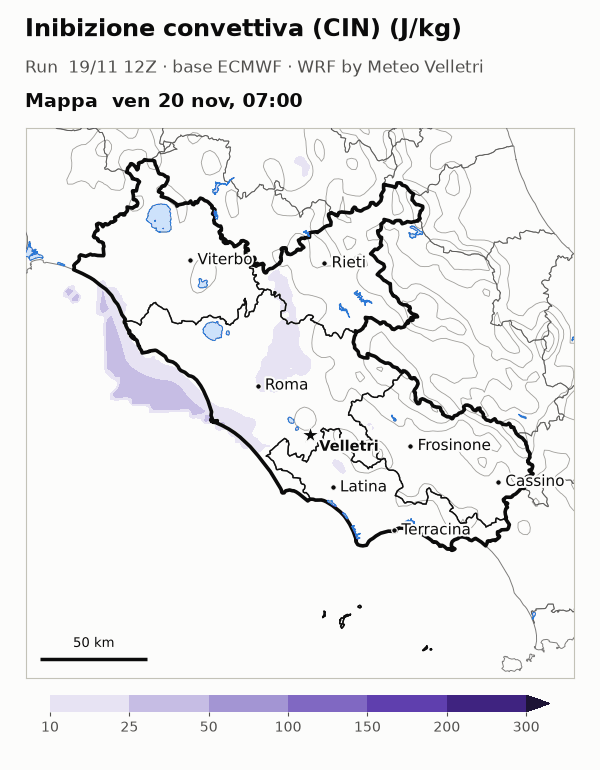 Inibizione convettiva (CIN) (J/kg)
Run 19/11 12Z · base ECMWF · WRF by Meteo Velletri
Mappa ven 20 nov, 07:00
Viterbo
Rieti
Roma
Velletri
Frosinone
Cassino
Latina
Terracina
50 km
10 25 50 100 150 200 300